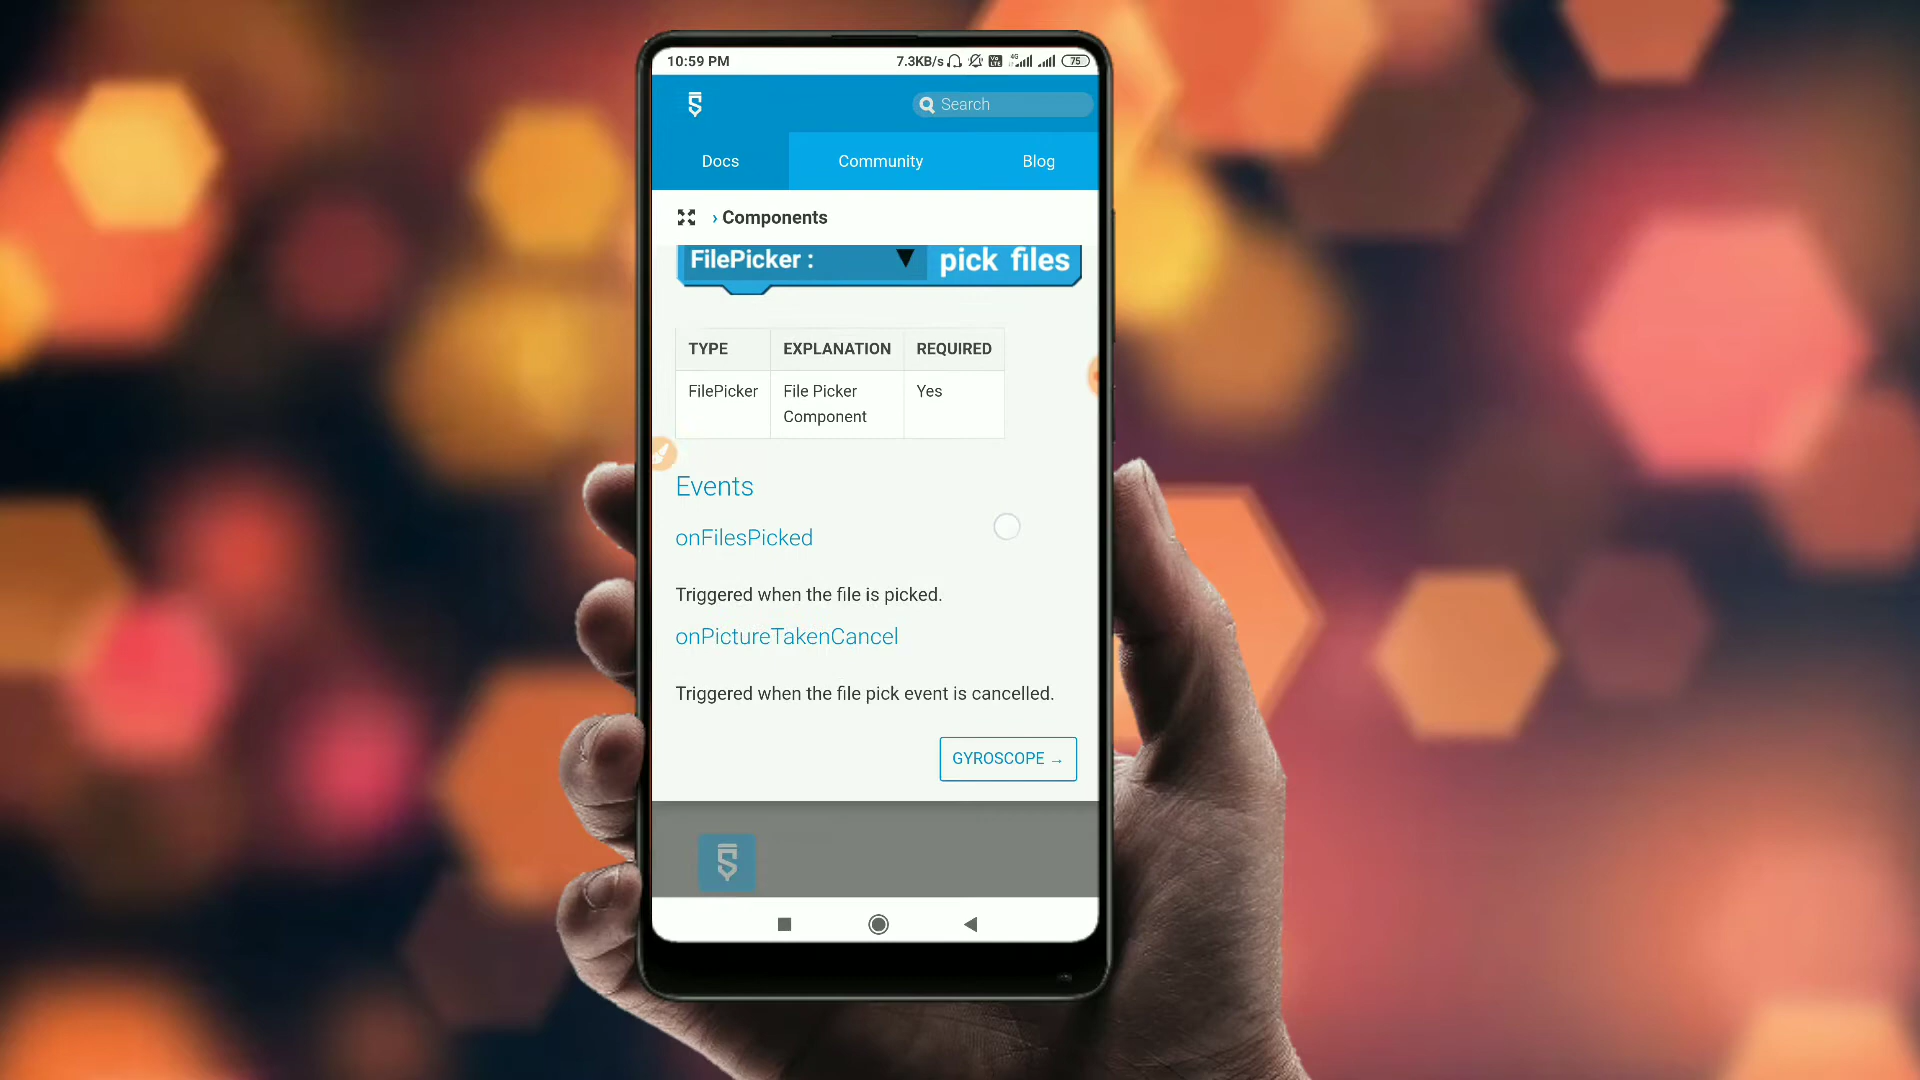 10:59 PM 7.3KB/s 4G 75
Search
Docs Community Blog
› Components
FilePicker : pick files
TYPE EXPLANATION REQUIRED
FilePicker File Picker Yes
Component
Events
onFilesPicked
Triggered when the file is picked.
onPictureTakenCancel
Triggered when the file pick event is cancelled.
GYROSCOPE →